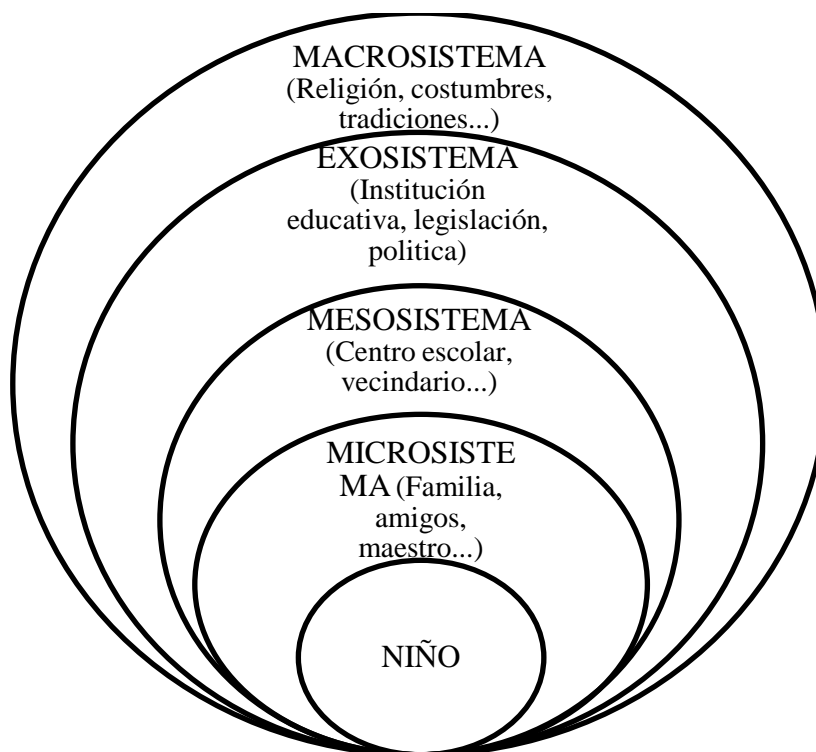 MACROSISTEMA
(Religión, costumbres,
tradiciones...)
EXOSISTEMA
(Institución
educativa, legislación,
politica)
MESOSISTEMA
(Centro escolar,
vecindario...)
MICROSISTE
MA (Familia,
amigos,
maestro...)
NIÑO